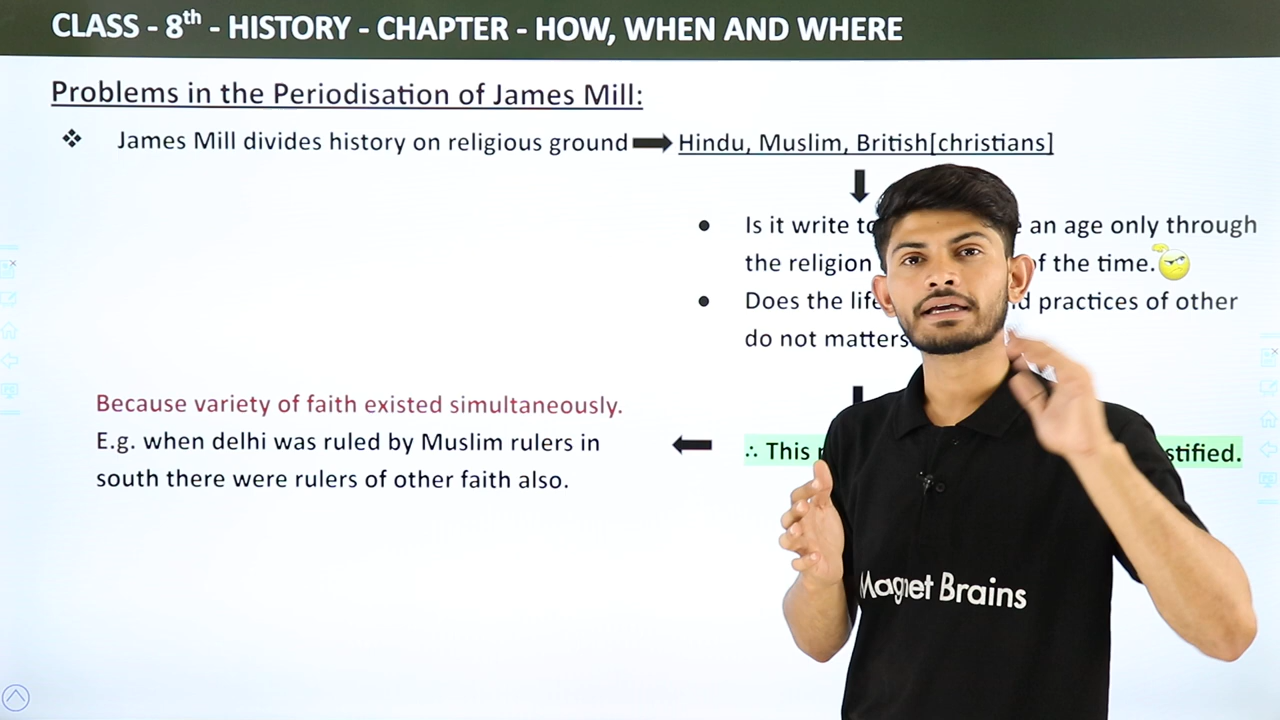 CLASS - 8th - HISTORY - CHAPTER - HOW, WHEN AND WHERE
Problems in the Periodisation of James Mill:
❖ James Mill divides history on religious ground ➡ Hindu, Muslim, British[christians]
• Is it write to an age only through
the religion of the time.
• Does the life practices of other
do not matters
∴ This
Because variety of faith existed simultaneously.
E.g. when delhi was ruled by Muslim rulers in
south there were rulers of other faith also.
Magnet Brains